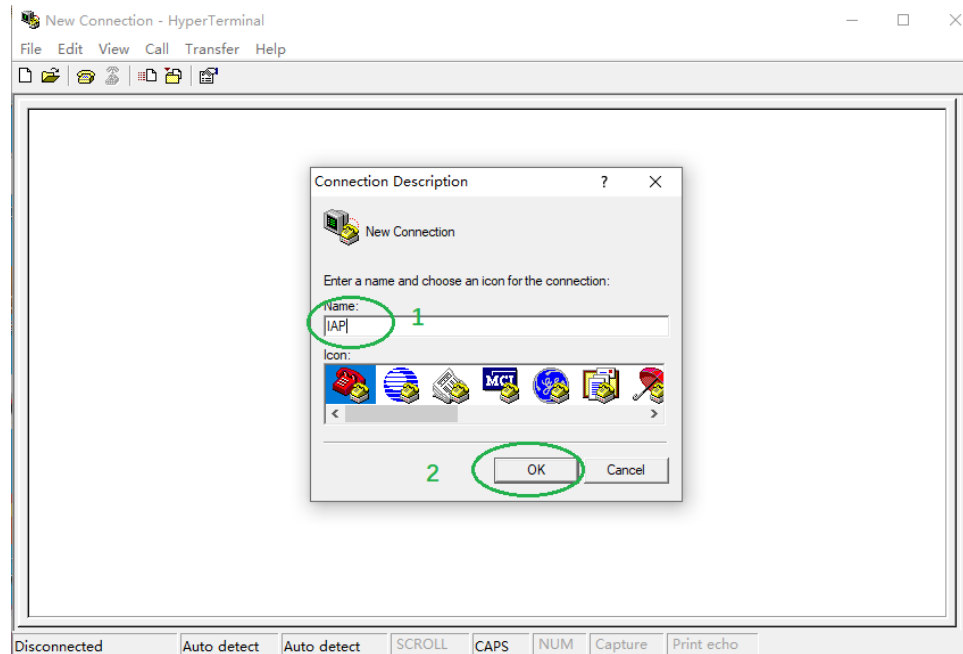 New Connection - HyperTerminal
File Edit View Call Transfer Help
Connection Description ?
New Connection
Enter a name and choose an icon for the connection:
Name:
IAP
1
Icon:
MCI
2
OK Cancel
Disconnected Auto detect Auto detect SCROLL CAPS NUM Capture Print echo